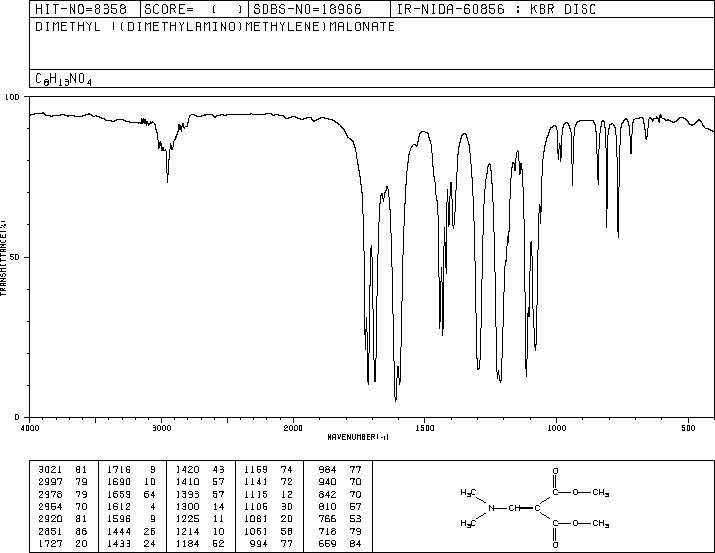 HIT-NO=8358 SCORE= ( ) SDBS-NO=18966 IR-NIDA-60856 : KBR DISC
DIMETHYL ((DIMETHYLAMINO)METHYLENE)MALONATE
C8H13NO4
100
50
0
TRANSMITTANCE(%)
4000 3000 2000 1500 1000 500
WAVENUMBER(-1)
3021 81 1716 9 1420 43 1169 74 984 77
2997 79 1690 10 1410 57 1141 72 940 70
2978 79 1659 64 1393 57 1115 12 842 70
2954 70 1612 4 1300 14 1106 30 810 57
2920 81 1596 9 1225 11 1081 20 766 53
2851 86 1444 26 1214 10 1061 58 718 79
1727 20 1433 24 1184 52 994 77 659 84
O
H3C C—O—CH3
N—CH=C
H3C C—O—CH3
O